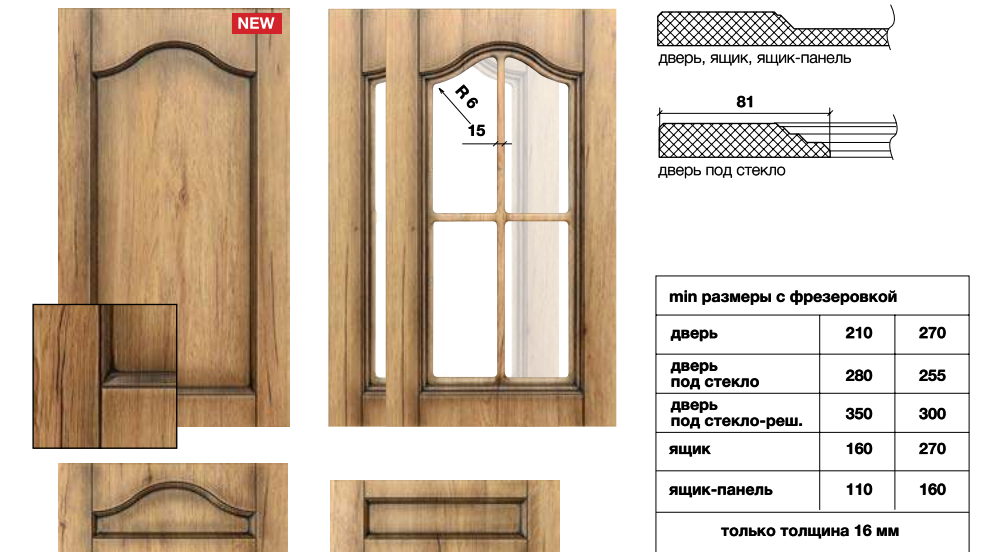 NEW
R 6
15
дверь, ящик, ящик-панель
81
дверь под стекло
min размеры с фрезеровкой
дверь 210 270
дверь
под стекло 280 255
дверь
под стекло-реш. 350 300
ящик 160 270
ящик-панель 110 160
только толщина 16 мм